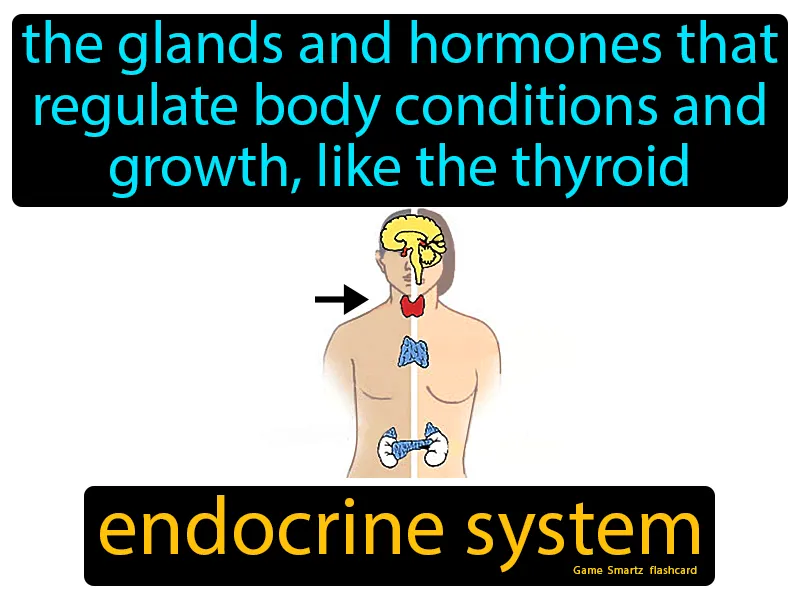 the glands and hormones that
regulate body conditions and
growth, like the thyroid
endocrine system
Game Smartz flashcard